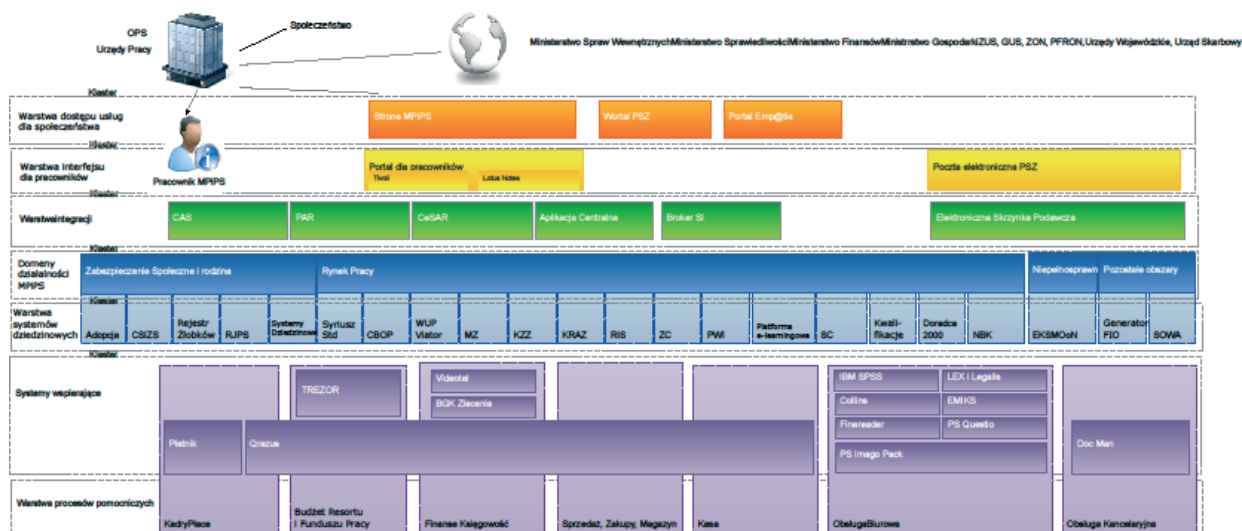 OPS
Urzędy Pracy
Społeczeństwo
Ministerstwo Spraw WewnętrznychMinisterstwo SprawiedliwościMinisterstwo FinansówMinistrnstwo GospodarkiZUS, GUS, ZON, PFRON,Urzędy Wojewódzkie, Urząd Skarbowy
Klaster
Warstwa dostępu usług
dla społeczeństwa
Strona MPIPS
Wortal PSZ
Portal Emp@tia
Klaster
Warstwa interfejsu
dla pracowników
Pracownik MPIPS
Portal dla pracowników
Tivoli
Lotus Notes
Poczta elektroniczna PSZ
Klaster
Warstwaintegracji
CAS
PAR
CeSAR
Aplikacje Centralne
Broker SI
Elektroniczna Skrzynka Podawcza
Klaster
Domeny
działalności
MPIPS
Zabezpieczenie Społeczne i rodzina
Rynek Pracy
Niepełnosprawn
Pozostałe obszary
Klaster
Warstwa
systemów
dziedzinowych
Adopcja
CSIZS
Rejestr
Żłobków
RJPS
Systemy
Dziedzinowe
Syriusz
Std
CBOP
WUP
Viator
MZ
KZZ
KRAZ
RIS
ZC
PWI
Platforma
e-learningowa
SC
Kwali-
fikacje
Doradca
2000
NBK
EKSMOoN
Generator
FIO
SOWA
Klaster
Systemy wspierające
TREZOR
Videotel
BGK Zlecenia
IBM SPSS
LEX i Legalis
Collins
EMIKS
Finereader
PS Questio
PS Imago Pack
Płatnik
Qnazus
Doc Man
Warstwa procesów pomocniczych
KadryPłace
Budżet Resortu
i Funduszu Pracy
Finanse Księgowość
Sprzedaż, Zakupy, Magazyn
Kasa
ObsługaBiurowa
Obsługa Kancelaryjna